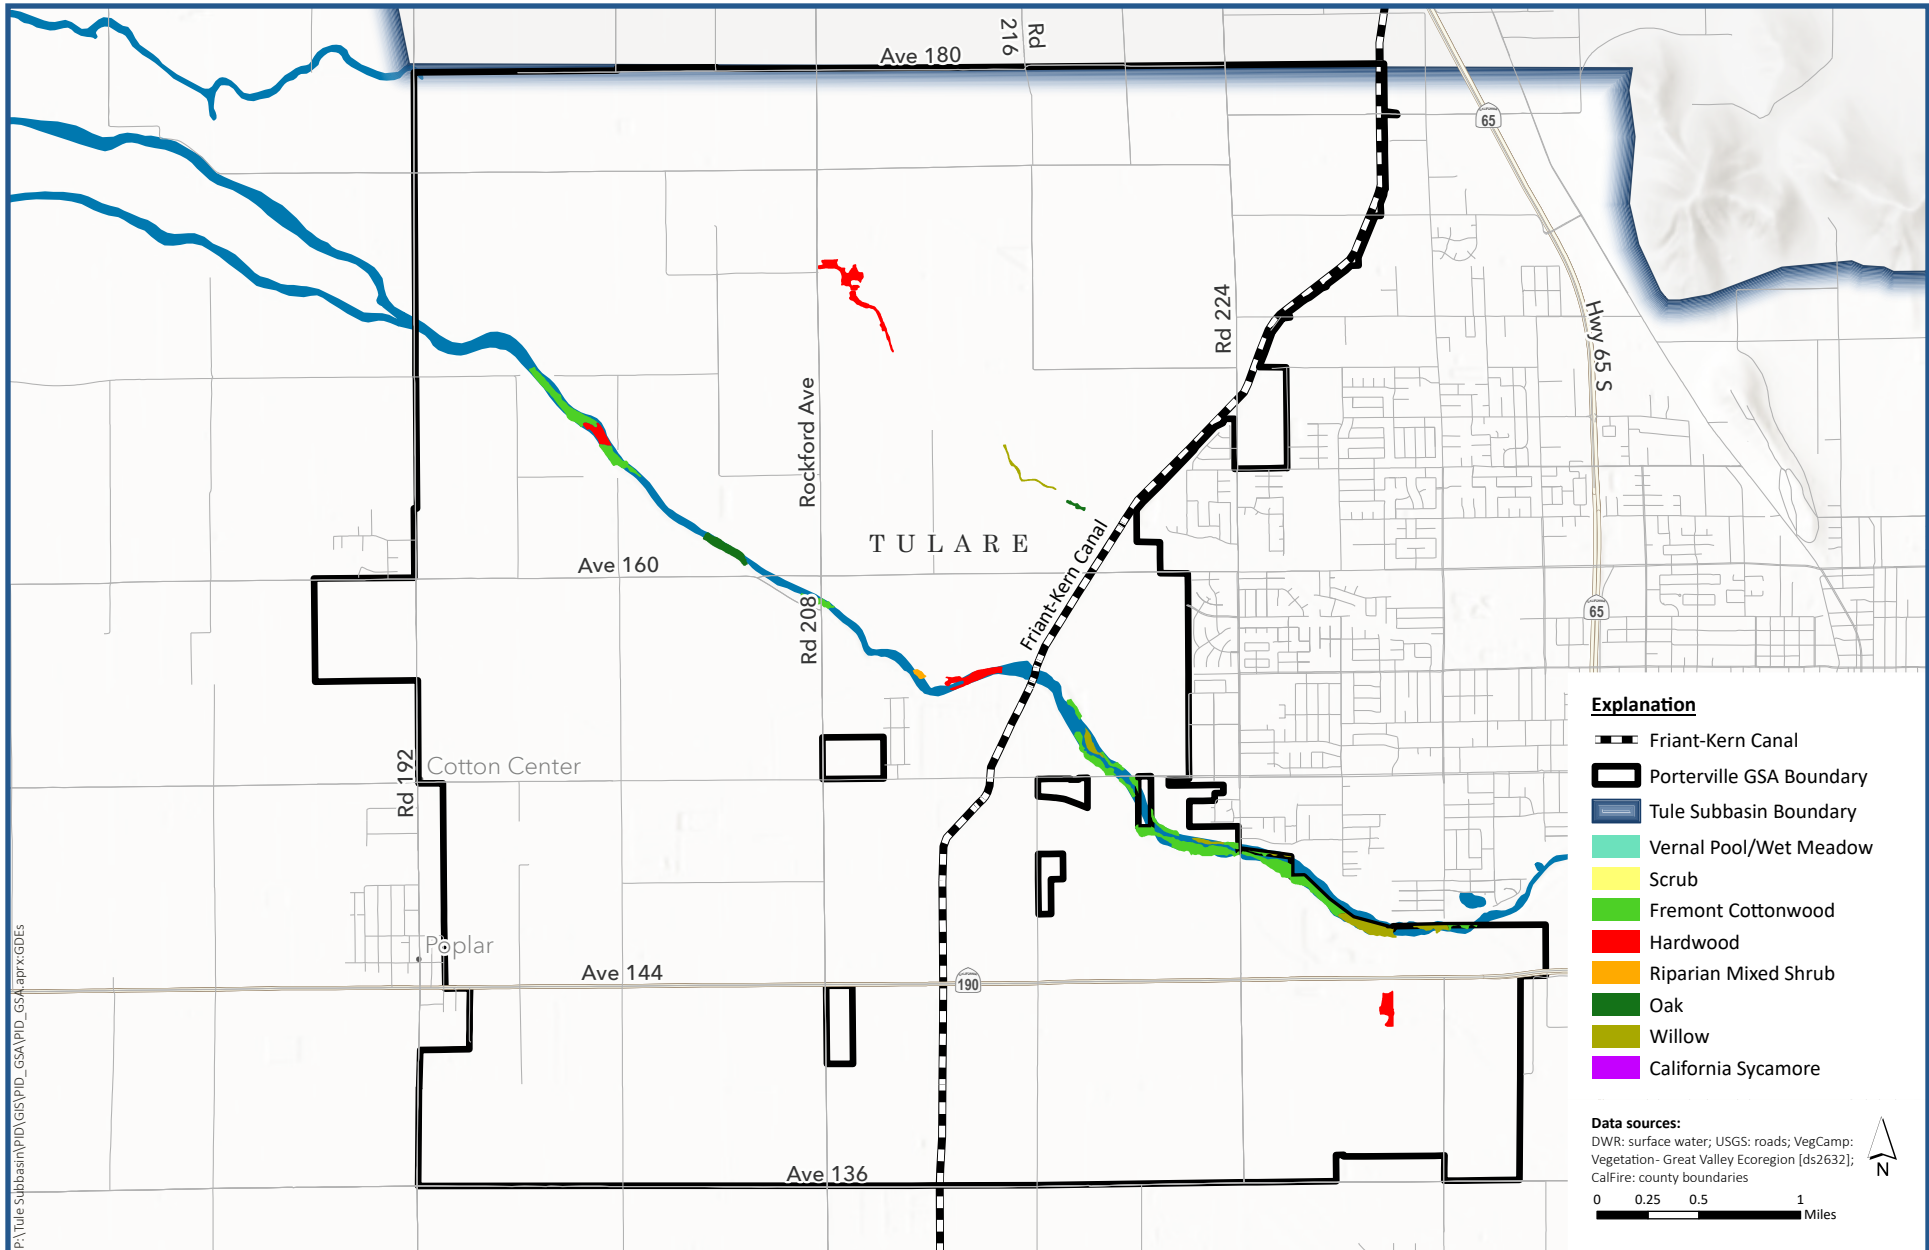 Ave 180
Rd
216
65
Hwy 65 S
Rd 224
Rockford Ave
TULARE
Ave 160
Friant-Kern Canal
Rd 208
65
Rd 192
Cotton Center
Poplar
Ave 144
190
Ave 136
Explanation
Friant-Kern Canal
Porterville GSA Boundary
Tule Subbasin Boundary
Vernal Pool/Wet Meadow
Scrub
Fremont Cottonwood
Hardwood
Riparian Mixed Shrub
Oak
Willow
California Sycamore
Data sources:
DWR: surface water; USGS: roads; VegCamp:
Vegetation- Great Valley Ecoregion [ds2632];
CalFire: county boundaries
N
0 0.25 0.5 1
Miles
P:\Tule Subbasin\PID\GIS\PID_GSA\PID_GSA.aprx:GDEs